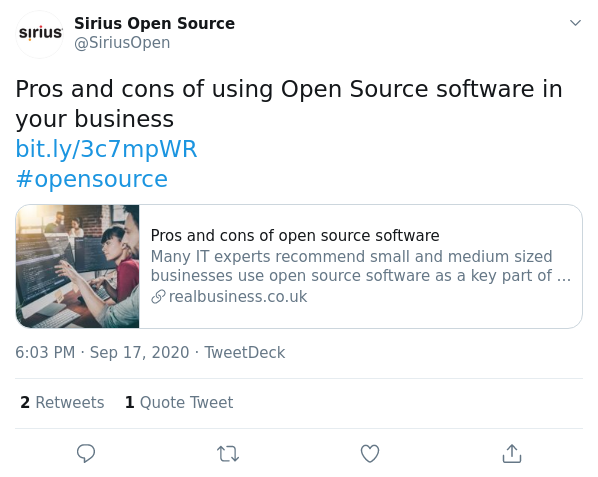 sırıus
Sirius Open Source
@SiriusOpen
Pros and cons of using Open Source software in
your business
bit.ly/3c7mpWR
#opensource
Pros and cons of open source software
Many IT experts recommend small and medium sized
businesses use open source software as a key part of ...
realbusiness.co.uk
6:03 PM · Sep 17, 2020 · TweetDeck
2 Retweets 1 Quote Tweet